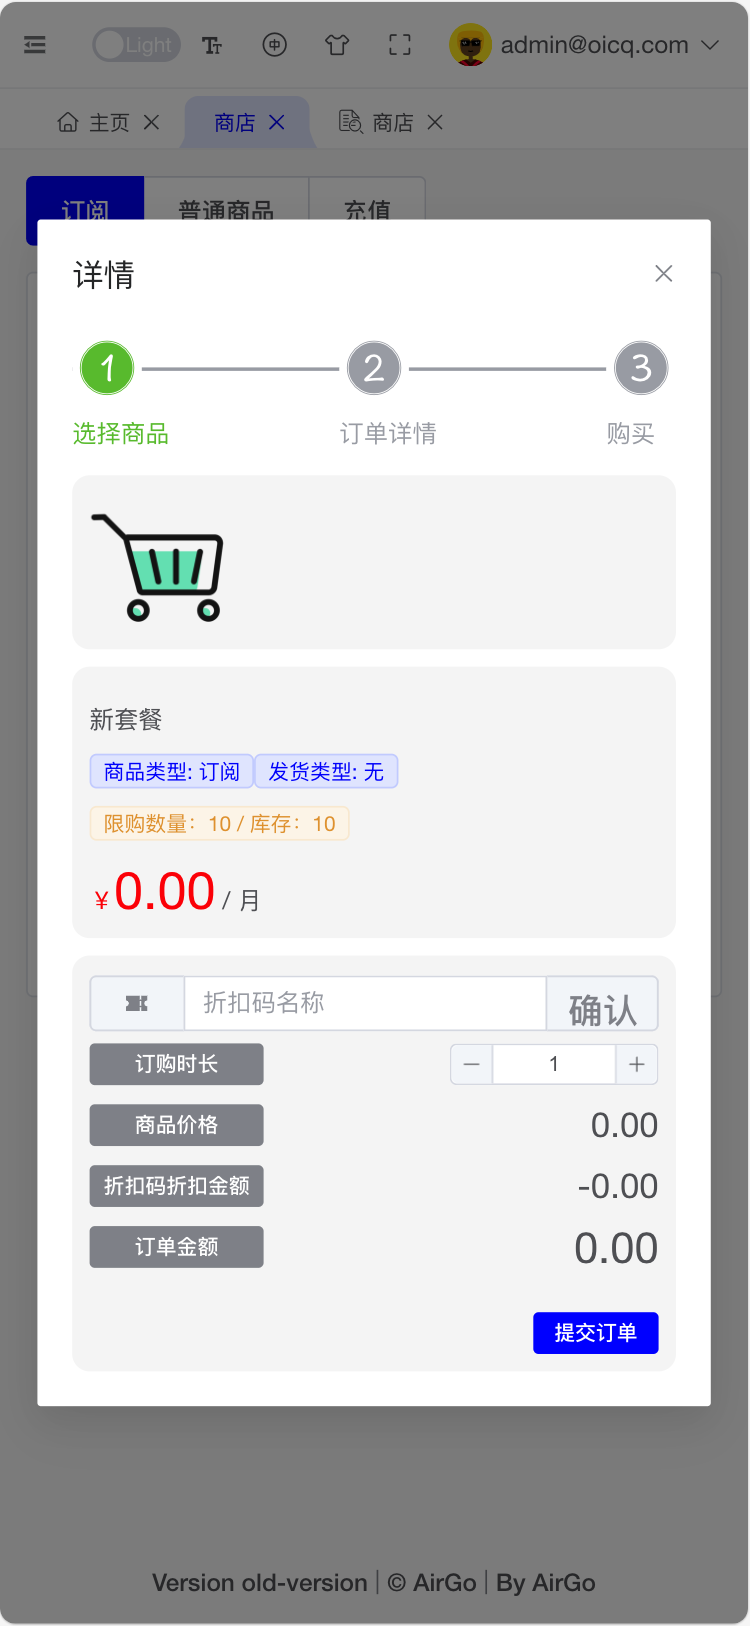 Light 中 admin@oicq.com
主页 商店 商店
订阅 普通商品 充值
详情
1 2 3
选择商品 订单详情 购买
新套餐
商品类型: 订阅 发货类型: 无
限购数量：10 / 库存：10
¥0.00 / 月
折扣码名称 确认
订购时长 1
商品价格 0.00
折扣码折扣金额 -0.00
订单金额 0.00
提交订单
Version old-version | © AirGo | By AirGo